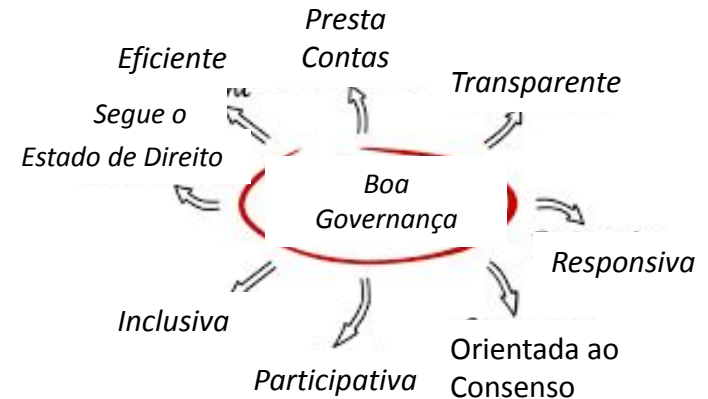 Presta
Contas
Eficiente
Transparente
Segue o
Estado de Direito
Boa
Governança
Responsiva
Inclusiva
Orientada ao
Consenso
Participativa